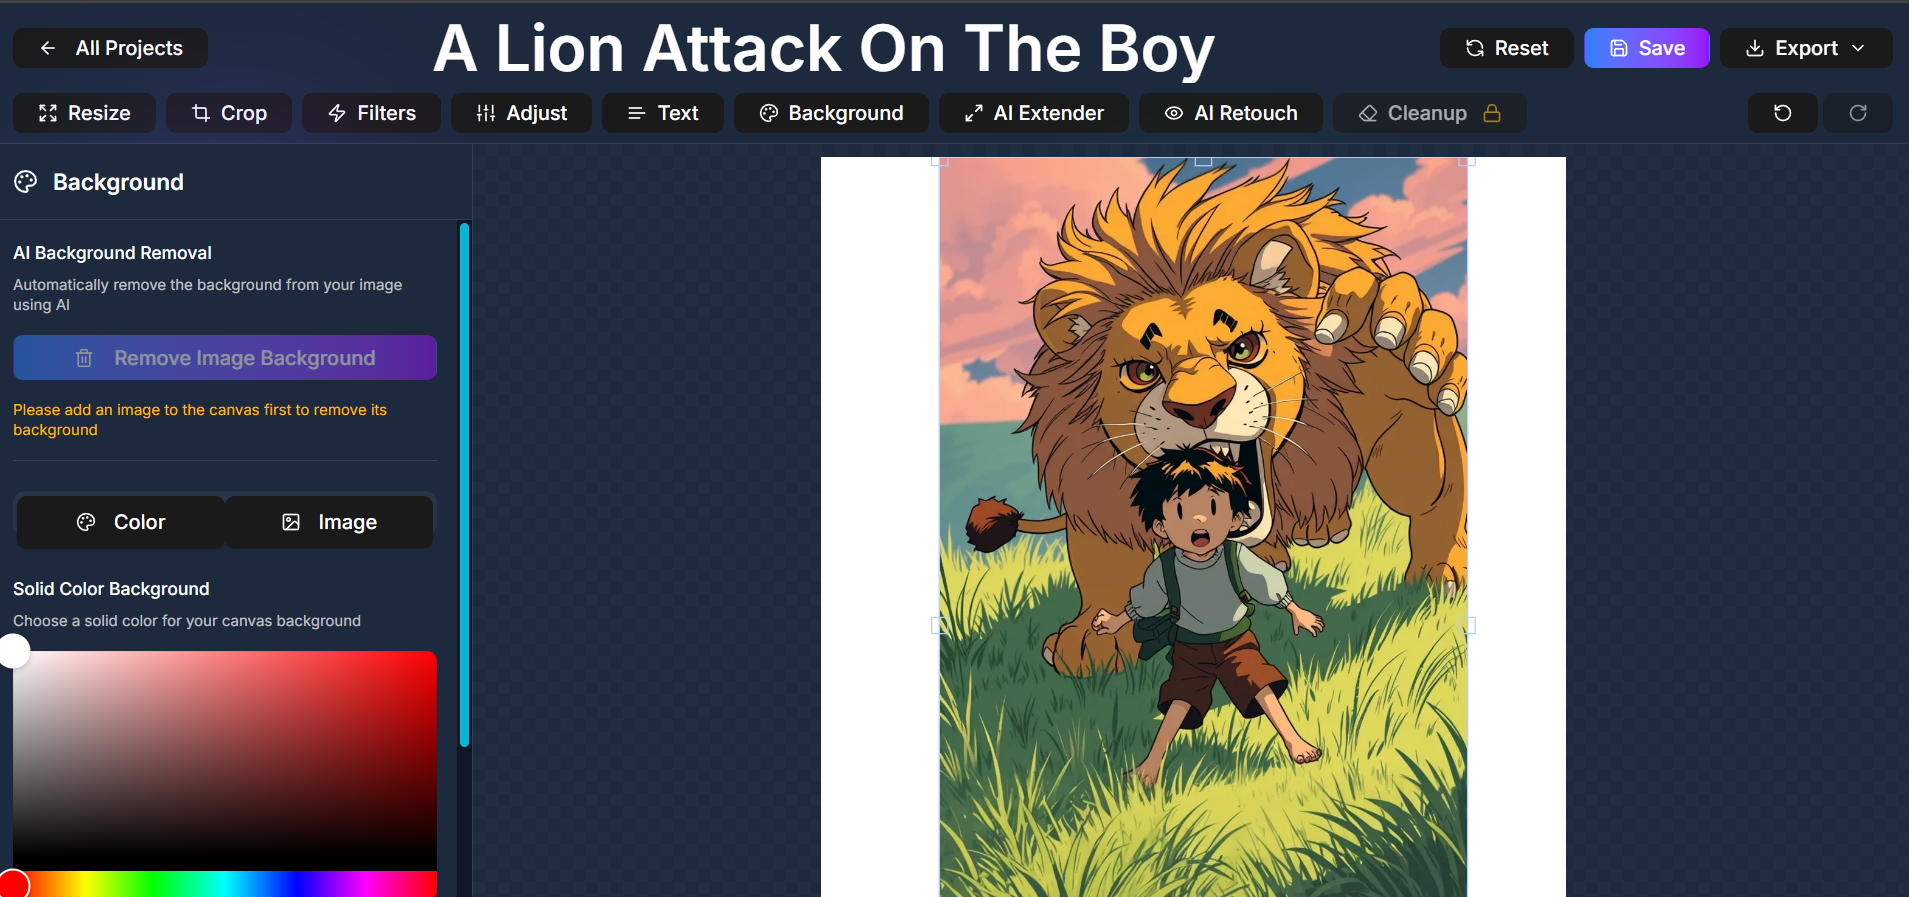 All Projects
A Lion Attack On The Boy
Reset
Save
Export
Resize
Crop
Filters
Adjust
Text
Background
AI Extender
AI Retouch
Cleanup
Background
AI Background Removal
Automatically remove the background from your image
using AI
Remove Image Background
Please add an image to the canvas first to remove its
background
Color
Image
Solid Color Background
Choose a solid color for your canvas background